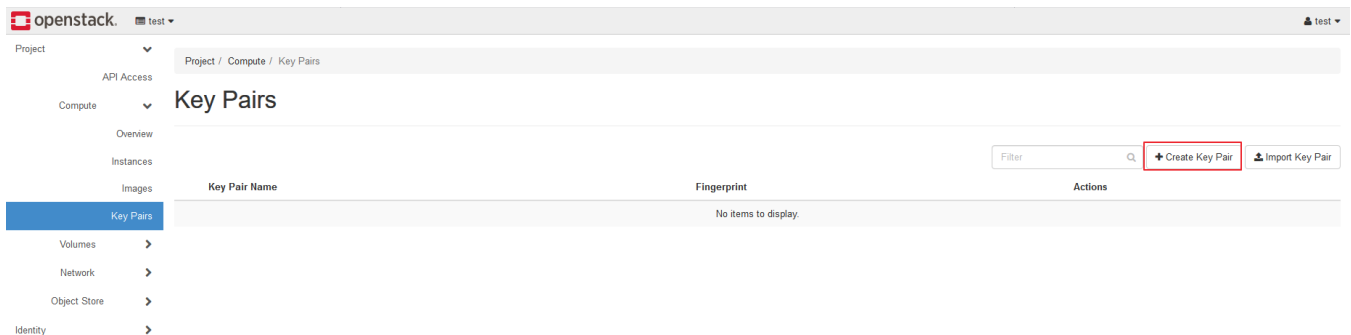 openstack. test test
Project
Project / Compute / Key Pairs
API Access
Compute
Key Pairs
Overview
Instances
Filter Create Key Pair Import Key Pair
Images
Key Pair Name Fingerprint Actions
Key Pairs
No items to display.
Volumes
Network
Object Store
Identity